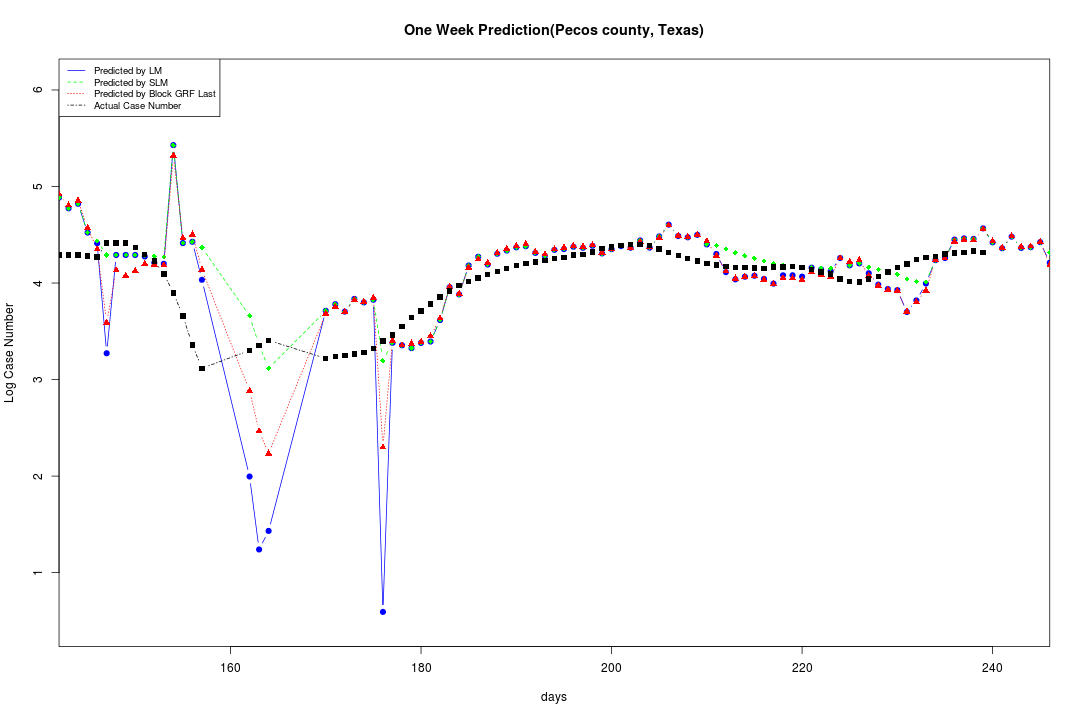 One Week Prediction(Pecos county, Texas)
Predicted by LM
Predicted by SLM
Predicted by Block GRF Last
Actual Case Number
6
5
4
3
2
1
Log Case Number
160 180 200 220 240
days